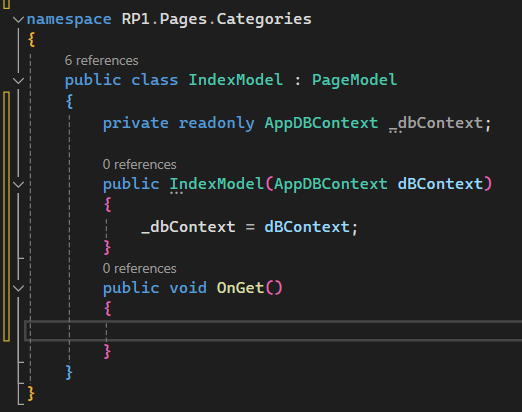 namespace RP1.Pages.Categories
{
6 references
public class IndexModel : PageModel
{
private readonly AppDBContext _dbContext;
0 references
public IndexModel(AppDBContext dBContext)
{
_dbContext = dBContext;
}
0 references
public void OnGet()
{
}
}
}